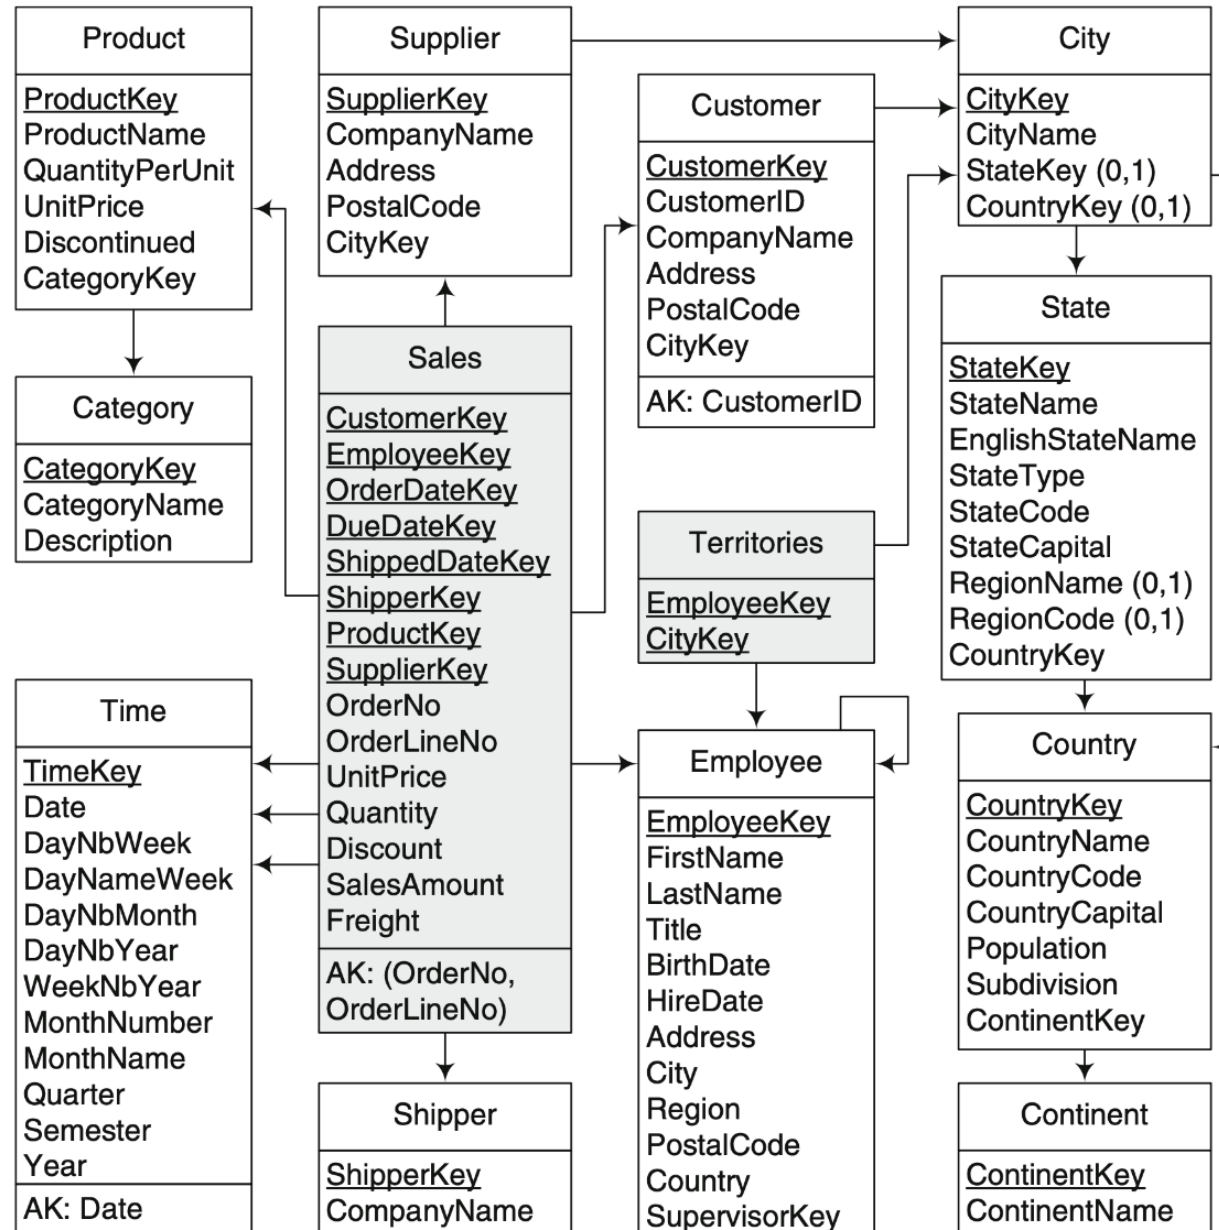 Product
ProductKey
ProductName
QuantityPerUnit
UnitPrice
Discontinued
CategoryKey
Category
CategoryKey
CategoryName
Description
Time
TimeKey
Date
DayNbWeek
DayNameWeek
DayNbMonth
DayNbYear
WeekNbYear
MonthNumber
MonthName
Quarter
Semester
Year
AK: Date
Supplier
SupplierKey
CompanyName
Address
PostalCode
CityKey
Sales
CustomerKey
EmployeeKey
OrderDateKey
DueDateKey
ShippedDateKey
ShipperKey
ProductKey
SupplierKey
OrderNo
OrderLineNo
UnitPrice
Quantity
Discount
SalesAmount
Freight
AK: (OrderNo,
OrderLineNo)
Shipper
ShipperKey
CompanyName
Customer
CustomerKey
CustomerID
CompanyName
Address
PostalCode
CityKey
AK: CustomerID
Territories
EmployeeKey
CityKey
Employee
EmployeeKey
FirstName
LastName
Title
BirthDate
HireDate
Address
City
Region
PostalCode
Country
SupervisorKey
City
CityKey
CityName
StateKey (0,1)
CountryKey (0,1)
State
StateKey
StateName
EnglishStateName
StateType
StateCode
StateCapital
RegionName (0,1)
RegionCode (0,1)
CountryKey
Country
CountryKey
CountryName
CountryCode
CountryCapital
Population
Subdivision
ContinentKey
Continent
ContinentKey
ContinentName